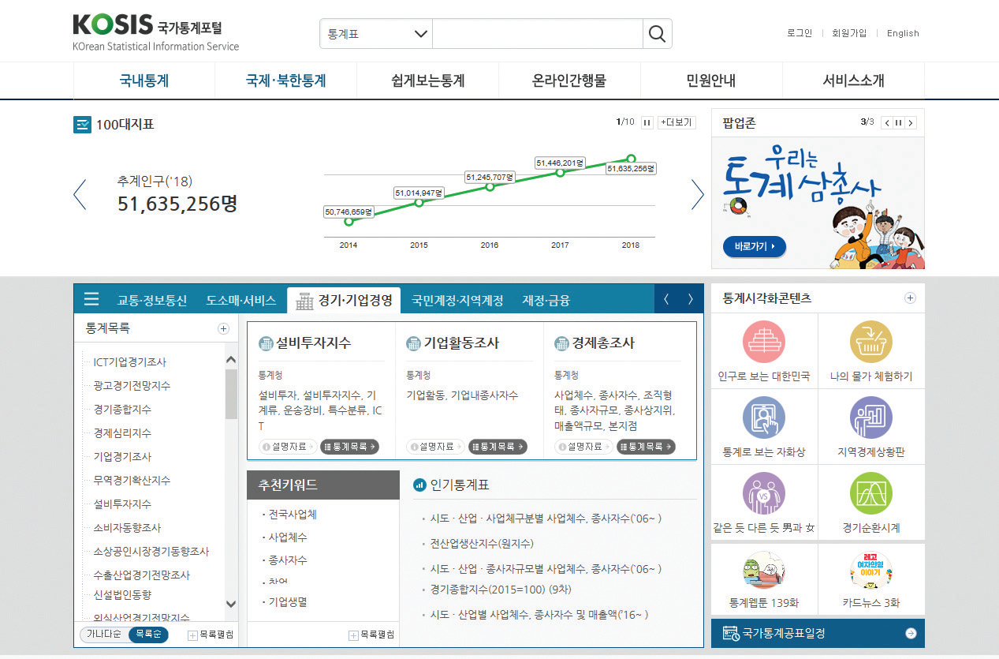 KOSIS 국가통계포털
KOrean Statistical Information Service
통계표
로그인 회원가입 English
국내통계 국제·북한통계 쉽게보는통계 온라인간행물 민원안내 서비스소개
100대지표
1/10 +더보기
추계인구('18)
51,635,256명
50,746,659명
51,014,947명
51,245,707명
51,446,201명
51,635,256명
2014 2015 2016 2017 2018
팝업존 3/3
우리는
통계 삼총사
바로가기
교통·정보통신 도소매·서비스 경기·기업경영 국민계정·지역계정 재정·금융
통계목록
ICT기업경기조사
광고경기전망지수
경기종합지수
경제심리지수
기업경기조사
무역경기확산지수
설비투자지수
소비자동향조사
소상공인시장경기동향조사
수출산업경기전망조사
신설법인동향
외식산업경기전망지수
가나다순 목록순 목록펼침
설비투자지수
통계청
설비투자, 설비투자지수, 기
계류, 운송장비, 특수분류, IC
T
설명자료 통계목록
기업활동조사
통계청
기업활동, 기업내종사자수
설명자료 통계목록
경제총조사
통계청
사업체수, 종사자수, 조직형
태, 종사자규모, 종사상지위,
매출액규모, 본지점
설명자료 통계목록
추천키워드
· 전국사업체
· 사업체수
· 종사자수
· 창업
· 기업생멸
목록펼침
인기통계표
· 시도 · 산업 · 사업체구분별 사업체수, 종사자수(`06~ )
· 전산업생산지수(원지수)
· 시도 · 산업 · 종사자규모별 사업체수, 종사자수(`06~ )
· 경기종합지수(2015=100) (9차)
· 시도 · 산업별 사업체수, 종사자수 및 매출액('16~ )
통계시각화콘텐츠
인구로 보는 대한민국 나의 물가 체험하기
통계로 보는 자화상 지역경제상황판
VS
같은 듯 다른 듯 男과 女 경기순환시계
레고
여자의힘
이야기
통계웹툰 139화 카드뉴스 3화
국가통계공표일정